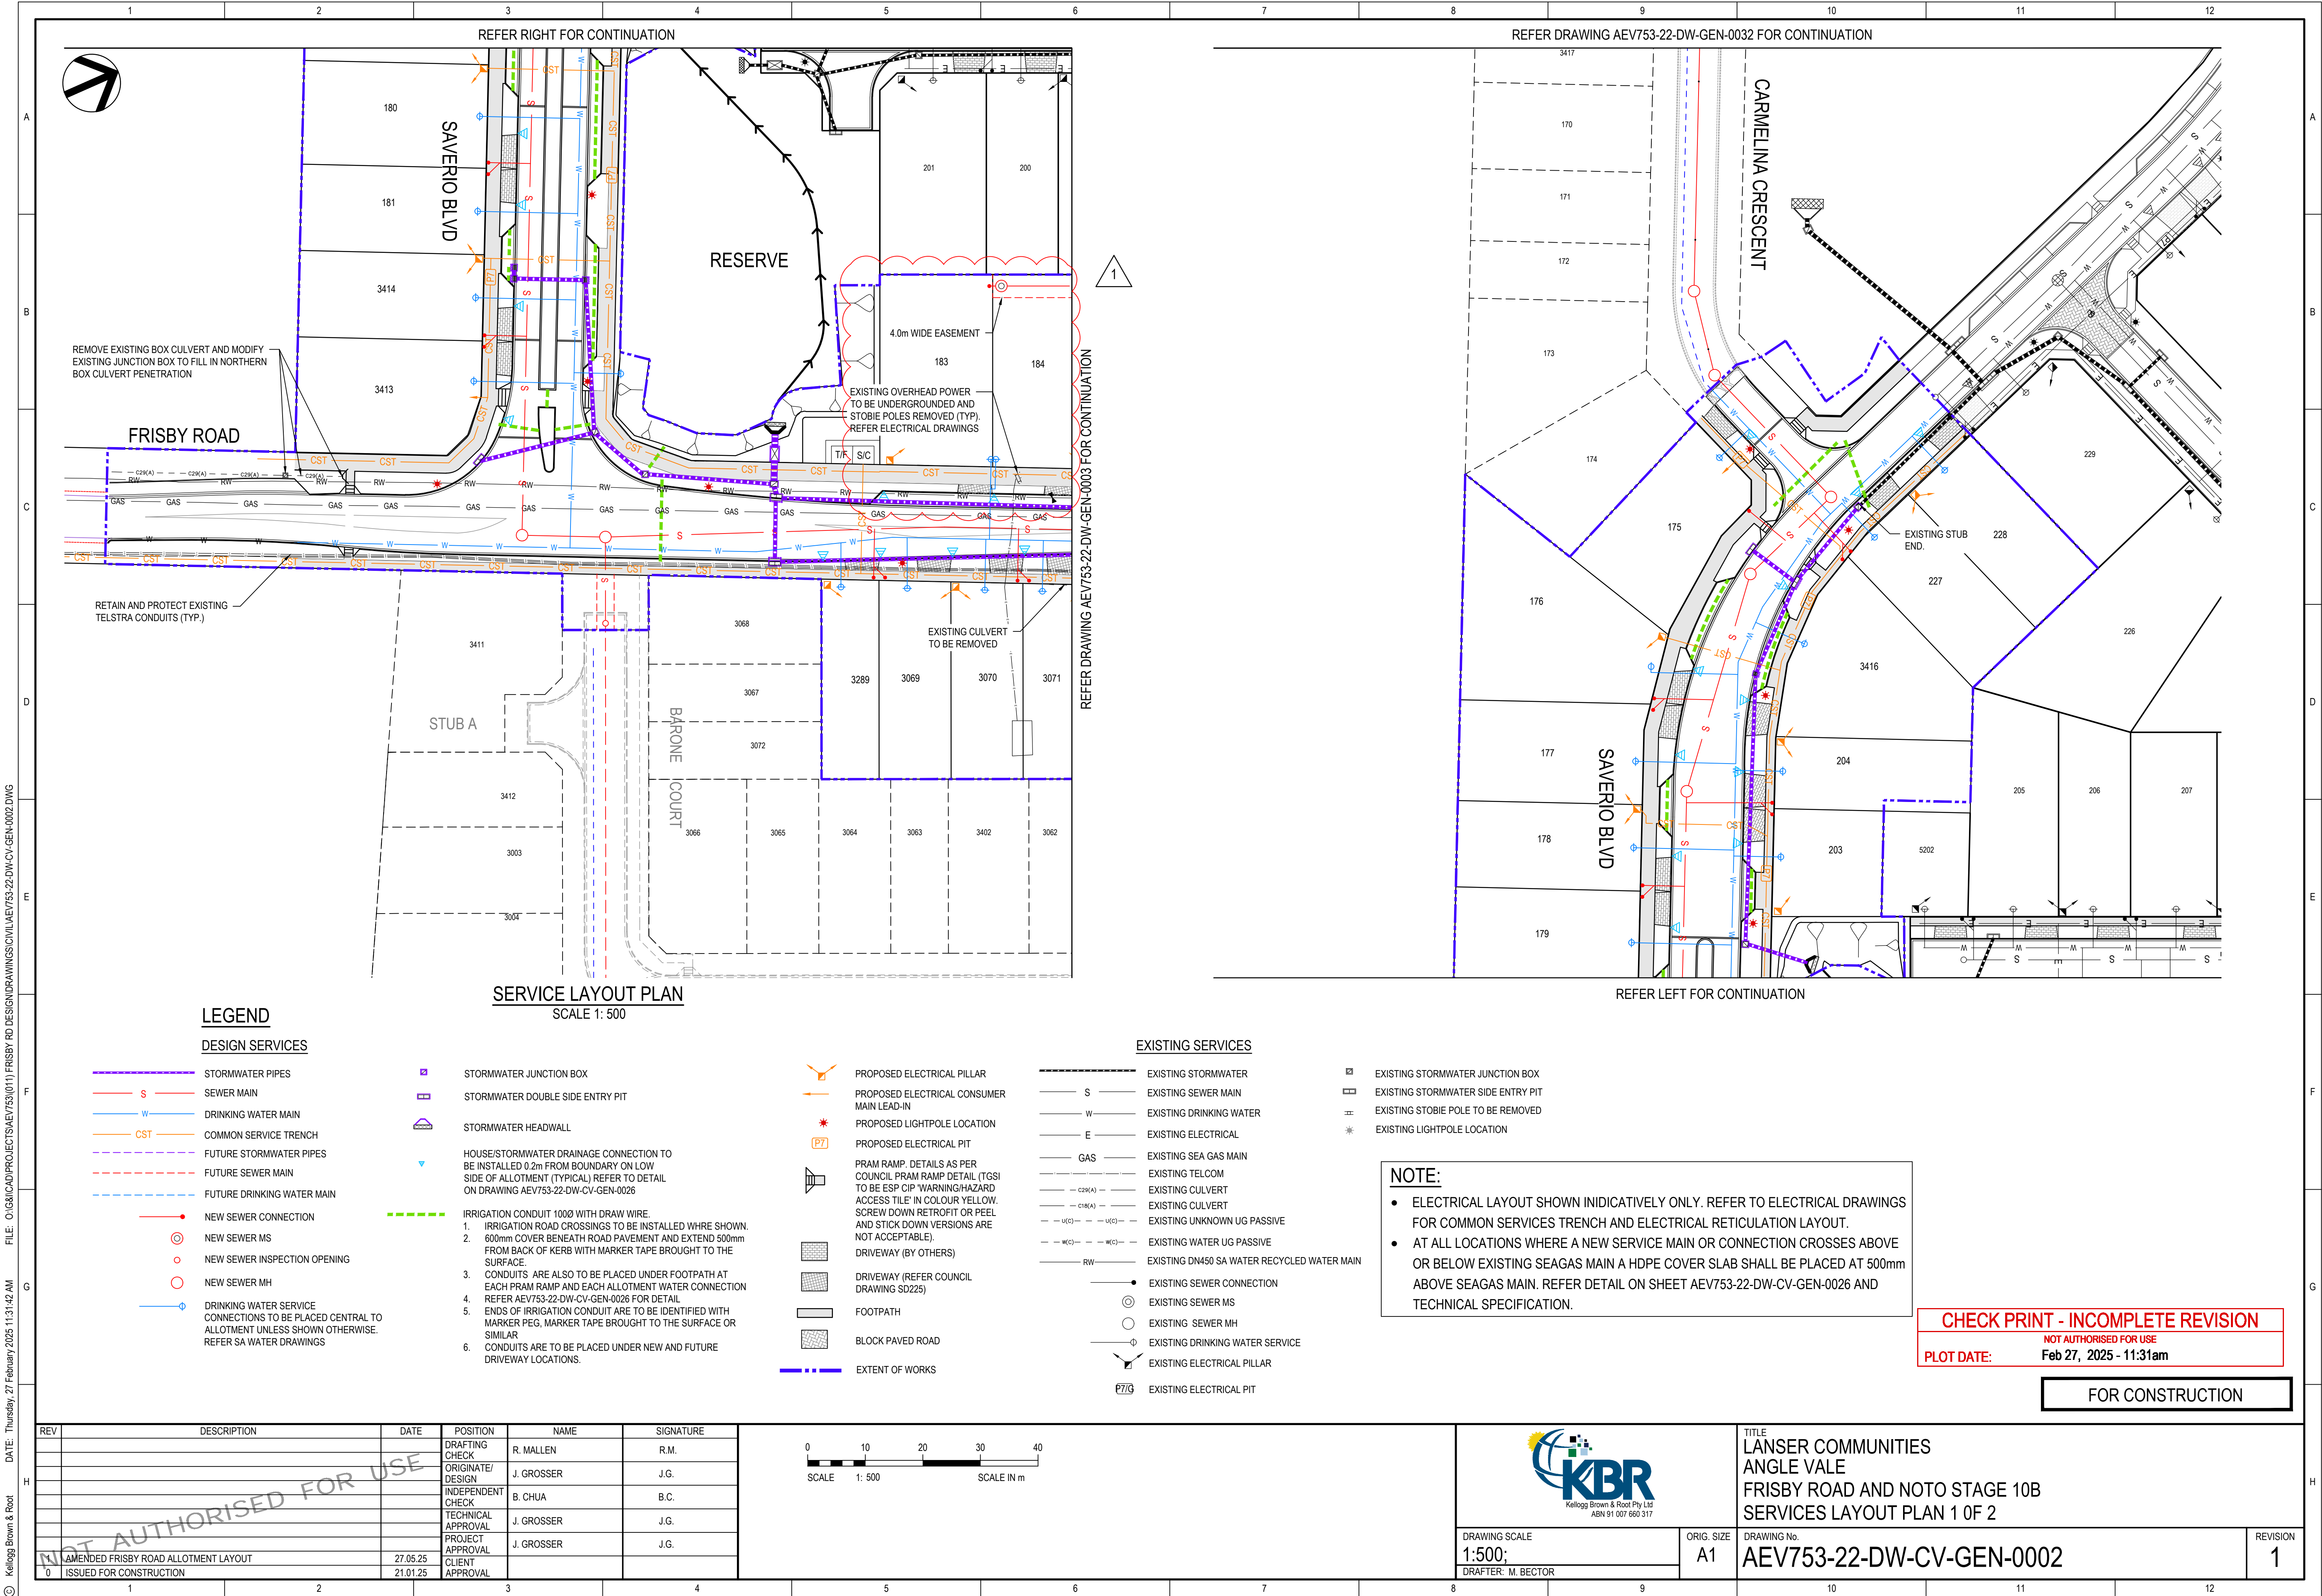 REFER RIGHT FOR CONTINUATION
REFER DRAWING AEV753-22-DW-GEN-0032 FOR CONTINUATION
180
181
3414
3413
SAVERIO BLVD
FRISBY ROAD
RESERVE
201
200
183
184
4.0m WIDE EASEMENT
1
REMOVE EXISTING BOX CULVERT AND MODIFY
EXISTING JUNCTION BOX TO FILL IN NORTHERN
BOX CULVERT PENETRATION
EXISTING OVERHEAD POWER
TO BE UNDERGROUNDED AND
STOBIE POLES REMOVED (TYP).
REFER ELECTRICAL DRAWINGS
T/F S/C
RETAIN AND PROTECT EXISTING
TELSTRA CONDUITS (TYP.)
EXISTING CULVERT
TO BE REMOVED
REFER DRAWING AEV753-22-DW-GEN-0003 FOR CONTINUATION
3411
3068
3067
3072
3289
3069
3070
3071
STUB A
BARONE COURT
3412
3003
3004
3066
3065
3064
3063
3402
3062
3417
170
171
172
173
174
175
176
177
178
179
CARMELINA CRESCENT
SAVERIO BLVD
EXISTING STUB
END.
229
228
227
226
3416
204
203
5202
205
206
207
REFER LEFT FOR CONTINUATION
SERVICE LAYOUT PLAN
SCALE 1: 500
LEGEND
DESIGN SERVICES
STORMWATER PIPES
S SEWER MAIN
W DRINKING WATER MAIN
CST COMMON SERVICE TRENCH
FUTURE STORMWATER PIPES
FUTURE SEWER MAIN
FUTURE DRINKING WATER MAIN
NEW SEWER CONNECTION
NEW SEWER MS
NEW SEWER INSPECTION OPENING
NEW SEWER MH
DRINKING WATER SERVICE
CONNECTIONS TO BE PLACED CENTRAL TO
ALLOTMENT UNLESS SHOWN OTHERWISE.
REFER SA WATER DRAWINGS
STORMWATER JUNCTION BOX
STORMWATER DOUBLE SIDE ENTRY PIT
STORMWATER HEADWALL
HOUSE/STORMWATER DRAINAGE CONNECTION TO
BE INSTALLED 0.2m FROM BOUNDARY ON LOW
SIDE OF ALLOTMENT (TYPICAL) REFER TO DETAIL
ON DRAWING AEV753-22-DW-CV-GEN-0026
IRRIGATION CONDUIT 100Ø WITH DRAW WIRE.
1. IRRIGATION ROAD CROSSINGS TO BE INSTALLED WHRE SHOWN.
2. 600mm COVER BENEATH ROAD PAVEMENT AND EXTEND 500mm
FROM BACK OF KERB WITH MARKER TAPE BROUGHT TO THE
SURFACE.
3. CONDUITS ARE ALSO TO BE PLACED UNDER FOOTPATH AT
EACH PRAM RAMP AND EACH ALLOTMENT WATER CONNECTION
4. REFER AEV753-22-DW-CV-GEN-0026 FOR DETAIL
5. ENDS OF IRRIGATION CONDUIT ARE TO BE IDENTIFIED WITH
MARKER PEG, MARKER TAPE BROUGHT TO THE SURFACE OR
SIMILAR
6. CONDUITS ARE TO BE PLACED UNDER NEW AND FUTURE
DRIVEWAY LOCATIONS.
PROPOSED ELECTRICAL PILLAR
PROPOSED ELECTRICAL CONSUMER
MAIN LEAD-IN
PROPOSED LIGHTPOLE LOCATION
P7 PROPOSED ELECTRICAL PIT
PRAM RAMP. DETAILS AS PER
COUNCIL PRAM RAMP DETAIL (TGSI
TO BE ESP CIP 'WARNING/HAZARD
ACCESS TILE' IN COLOUR YELLOW.
SCREW DOWN RETROFIT OR PEEL
AND STICK DOWN VERSIONS ARE
NOT ACCEPTABLE).
DRIVEWAY (BY OTHERS)
DRIVEWAY (REFER COUNCIL
DRAWING SD225)
FOOTPATH
BLOCK PAVED ROAD
EXTENT OF WORKS
EXISTING SERVICES
EXISTING STORMWATER
S EXISTING SEWER MAIN
W EXISTING DRINKING WATER
E EXISTING ELECTRICAL
GAS EXISTING SEA GAS MAIN
EXISTING TELCOM
C29(A) EXISTING CULVERT
C18(A) EXISTING CULVERT
U(C) U(C) EXISTING UNKNOWN UG PASSIVE
W(C) W(C) EXISTING WATER UG PASSIVE
RW EXISTING DN450 SA WATER RECYCLED WATER MAIN
EXISTING SEWER CONNECTION
EXISTING SEWER MS
EXISTING SEWER MH
EXISTING DRINKING WATER SERVICE
EXISTING ELECTRICAL PILLAR
P7/G EXISTING ELECTRICAL PIT
EXISTING STORMWATER JUNCTION BOX
EXISTING STORMWATER SIDE ENTRY PIT
EXISTING STOBIE POLE TO BE REMOVED
EXISTING LIGHTPOLE LOCATION
NOTE:
• ELECTRICAL LAYOUT SHOWN INIDICATIVELY ONLY. REFER TO ELECTRICAL DRAWINGS
FOR COMMON SERVICES TRENCH AND ELECTRICAL RETICULATION LAYOUT.
• AT ALL LOCATIONS WHERE A NEW SERVICE MAIN OR CONNECTION CROSSES ABOVE
OR BELOW EXISTING SEAGAS MAIN A HDPE COVER SLAB SHALL BE PLACED AT 500mm
ABOVE SEAGAS MAIN. REFER DETAIL ON SHEET AEV753-22-DW-CV-GEN-0026 AND
TECHNICAL SPECIFICATION.
CHECK PRINT - INCOMPLETE REVISION
NOT AUTHORISED FOR USE
PLOT DATE: Feb 27, 2025 - 11:31am
FOR CONSTRUCTION
REV DESCRIPTION DATE
NOT AUTHORISED FOR USE
1 AMENDED FRISBY ROAD ALLOTMENT LAYOUT 27.05.25
0 ISSUED FOR CONSTRUCTION 21.01.25
POSITION NAME SIGNATURE
DRAFTING CHECK R. MALLEN R.M.
ORIGINATE/ DESIGN J. GROSSER J.G.
INDEPENDENT CHECK B. CHUA B.C.
TECHNICAL APPROVAL J. GROSSER J.G.
PROJECT APPROVAL J. GROSSER J.G.
CLIENT APPROVAL
0 10 20 30 40
SCALE 1: 500 SCALE IN m
KBR
Kellogg Brown & Root Pty Ltd
ABN 91 007 660 317
TITLE
LANSER COMMUNITIES
ANGLE VALE
FRISBY ROAD AND NOTO STAGE 10B
SERVICES LAYOUT PLAN 1 0F 2
DRAWING SCALE
1:500;
DRAFTER: M. BECTOR
ORIG. SIZE
A1
DRAWING No.
AEV753-22-DW-CV-GEN-0002
REVISION
1
© Kellogg Brown & Root DATE: Thursday, 27 February 2025 11:31:42 AM FILE: O:\G&I\CAD\PROJECTS\AEV753\(011) FRISBY RD DESIGN\DRAWINGS\CIVIL\AEV753-22-DW-CV-GEN-0002.DWG